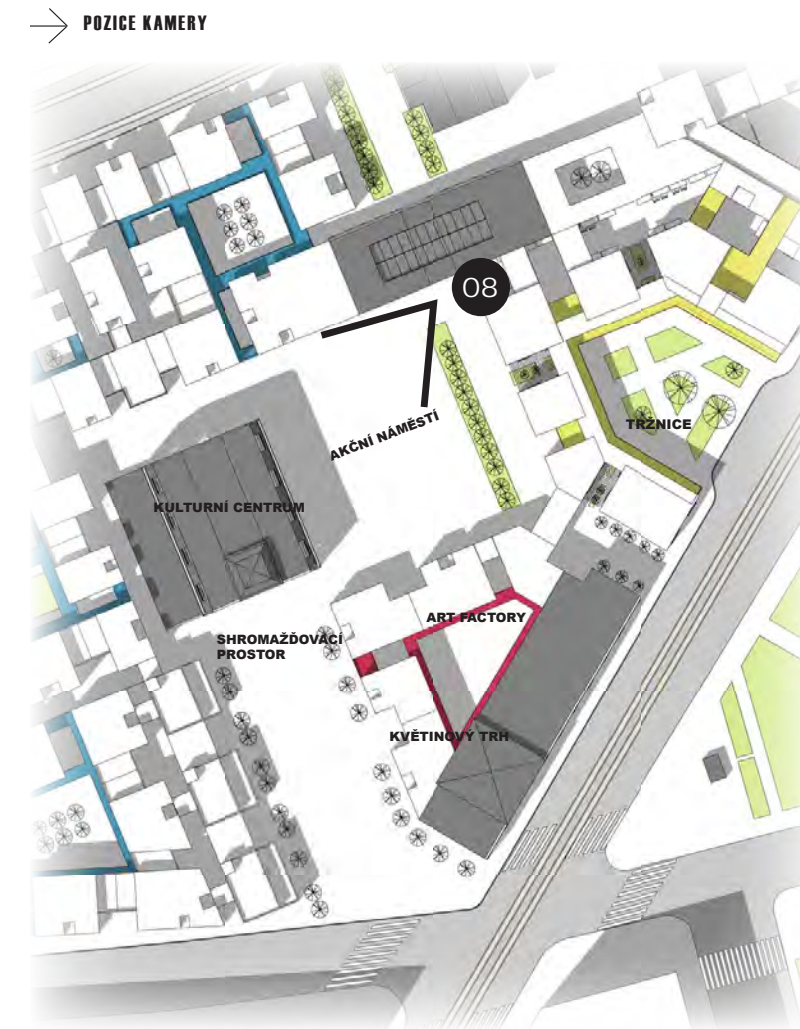 POZICE KAMERY
08
TRŽNICE
AKČNÍ NÁMĚSTÍ
KULTURNÍ CENTRUM
ART FACTORY
SHROMAŽĎOVACÍ
PROSTOR
KVĚTINOVÝ TRH